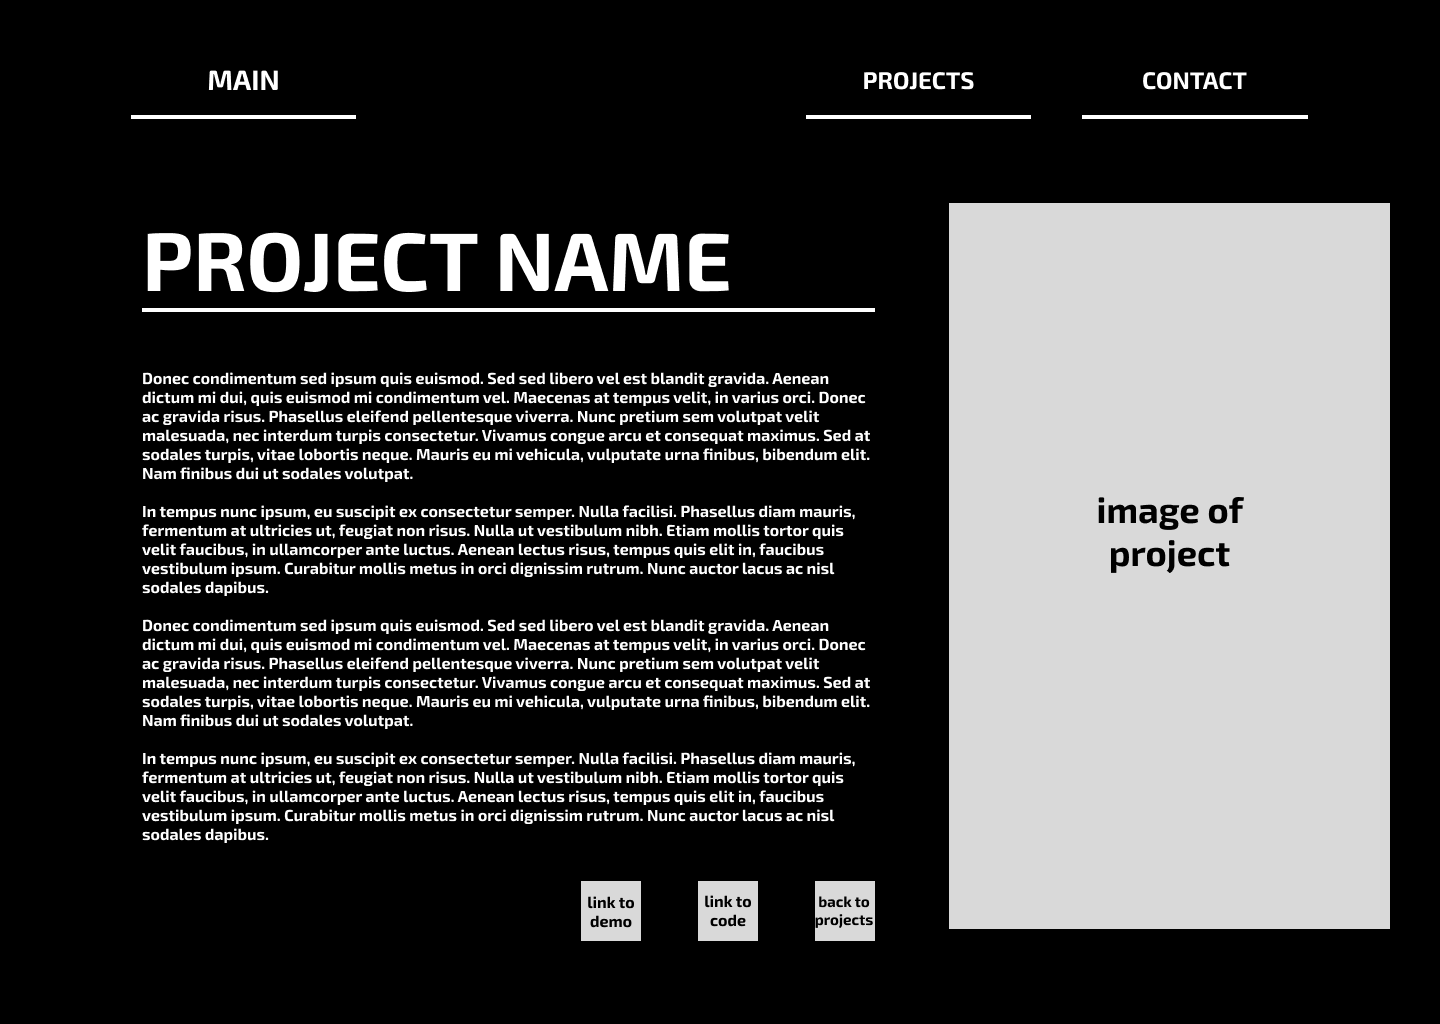 MAIN
PROJECTS
CONTACT
PROJECT NAME
Donec condimentum sed ipsum quis euismod. Sed sed libero vel est blandit gravida. Aenean
dictum mi dui, quis euismod mi condimentum vel. Maecenas at tempus velit, in varius orci. Donec
ac gravida risus. Phasellus eleifend pellentesque viverra. Nunc pretium sem volutpat velit
malesuada, nec interdum turpis consectetur. Vivamus congue arcu et consequat maximus. Sed at
sodales turpis, vitae lobortis neque. Mauris eu mi vehicula, vulputate urna finibus, bibendum elit.
Nam finibus dui ut sodales volutpat.
In tempus nunc ipsum, eu suscipit ex consectetur semper. Nulla facilisi. Phasellus diam mauris,
fermentum at ultricies ut, feugiat non risus. Nulla ut vestibulum nibh. Etiam mollis tortor quis
velit faucibus, in ullamcorper ante luctus. Aenean lectus risus, tempus quis elit in, faucibus
vestibulum ipsum. Curabitur mollis metus in orci dignissim rutrum. Nunc auctor lacus ac nisl
sodales dapibus.
Donec condimentum sed ipsum quis euismod. Sed sed libero vel est blandit gravida. Aenean
dictum mi dui, quis euismod mi condimentum vel. Maecenas at tempus velit, in varius orci. Donec
ac gravida risus. Phasellus eleifend pellentesque viverra. Nunc pretium sem volutpat velit
malesuada, nec interdum turpis consectetur. Vivamus congue arcu et consequat maximus. Sed at
sodales turpis, vitae lobortis neque. Mauris eu mi vehicula, vulputate urna finibus, bibendum elit.
Nam finibus dui ut sodales volutpat.
In tempus nunc ipsum, eu suscipit ex consectetur semper. Nulla facilisi. Phasellus diam mauris,
fermentum at ultricies ut, feugiat non risus. Nulla ut vestibulum nibh. Etiam mollis tortor quis
velit faucibus, in ullamcorper ante luctus. Aenean lectus risus, tempus quis elit in, faucibus
vestibulum ipsum. Curabitur mollis metus in orci dignissim rutrum. Nunc auctor lacus ac nisl
sodales dapibus.
link to
demo
link to
code
back to
projects
image of
project